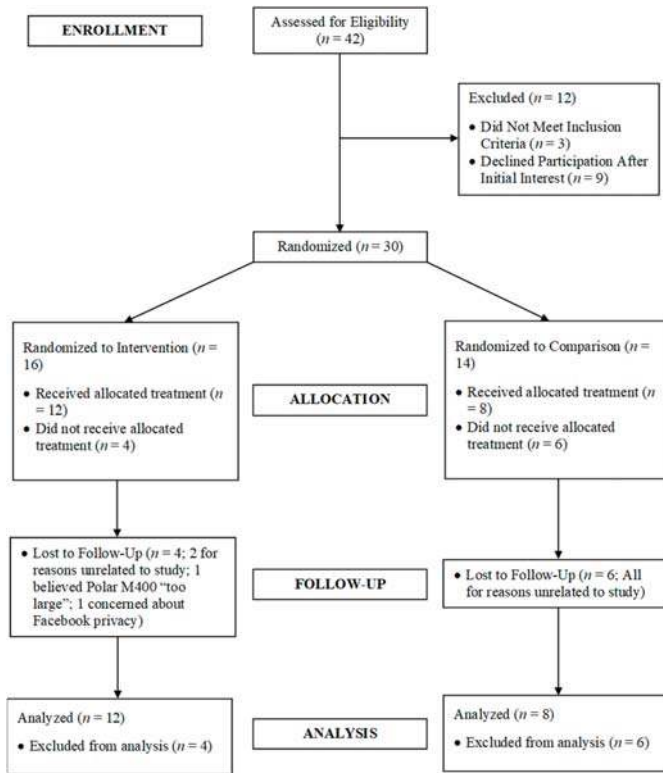 ENROLLMENT
Assessed for Eligibility
(n = 42)
Excluded (n = 12)
• Did Not Meet Inclusion
Criteria (n = 3)
• Declined Participation After
Initial Interest (n = 9)
Randomized (n = 30)
Randomized to Intervention (n =
16)
• Received allocated treatment (n
= 12)
• Did not receive allocated
treatment (n = 4)
ALLOCATION
Randomized to Comparison (n =
14)
• Received allocated treatment (n
= 8)
• Did not receive allocated
treatment (n = 6)
• Lost to Follow-Up (n = 4; 2 for
reasons unrelated to study; 1
believed Polar M400 “too
large”; 1 concerned about
Facebook privacy)
FOLLOW-UP
• Lost to Follow-Up (n = 6; All
for reasons unrelated to study)
Analyzed (n = 12)
• Excluded from analysis (n = 4)
ANALYSIS
Analyzed (n = 8)
• Excluded from analysis (n = 6)